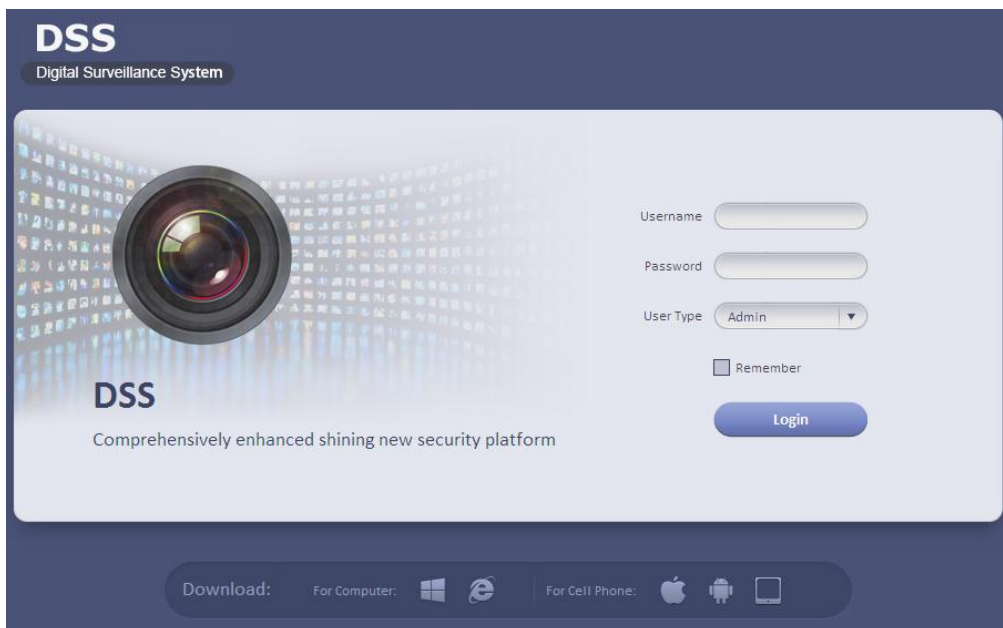 DSS
Digital Surveillance System
Username
Password
User Type Admin
Remember
Login
DSS
Comprehensively enhanced shining new security platform
Download: For Computer: For Cell Phone: